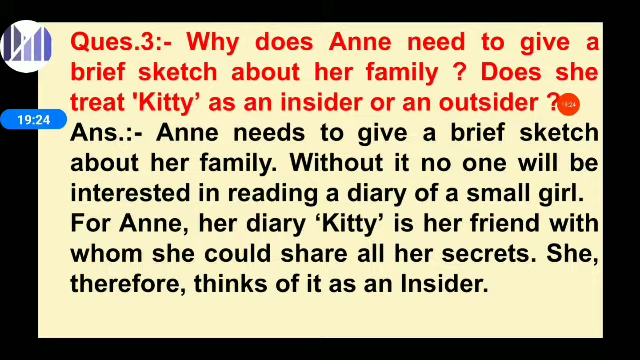 Ques.3:- Why does Anne need to give a
brief sketch about her family ? Does she
treat 'Kitty’ as an insider or an outsider ?
19:24
19:24
Ans.:- Anne needs to give a brief sketch
about her family. Without it no one will be
interested in reading a diary of a small girl.
For Anne, her diary ‘Kitty’ is her friend with
whom she could share all her secrets. She,
therefore, thinks of it as an Insider.